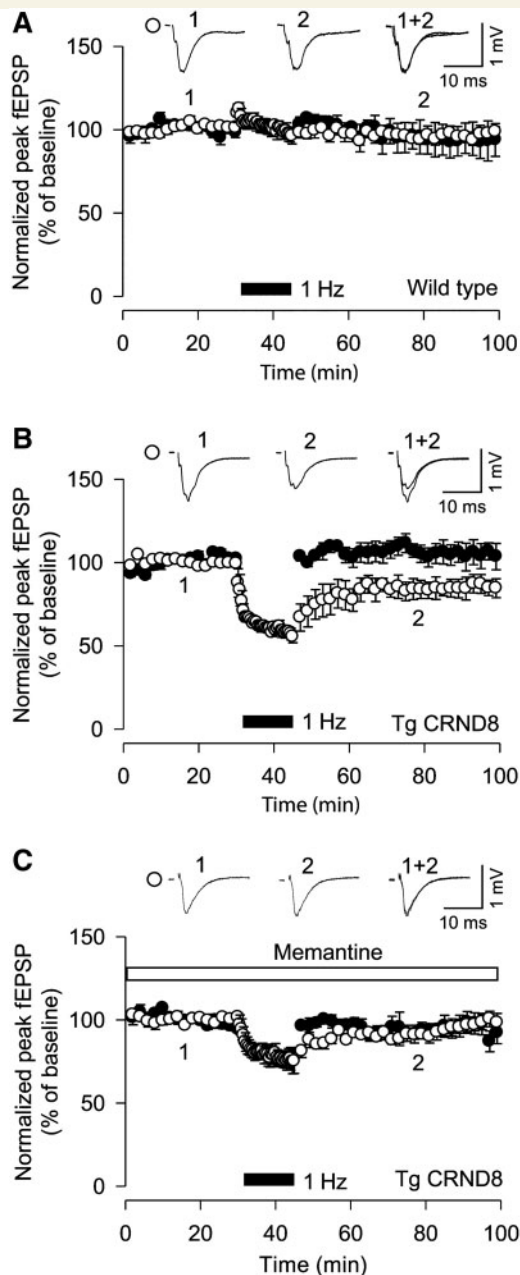 A
1 2 1+2
1 mV
10 ms
Normalized peak fEPSP
(% of baseline)
150
100
50
0
1 2
1 Hz Wild type
0 20 40 60 80 100
Time (min)
B
1 2 1+2
1 mV
10 ms
Normalized peak fEPSP
(% of baseline)
150
100
50
0
1 2
1 Hz Tg CRND8
0 20 40 60 80 100
Time (min)
C
1 2 1+2
1 mV
10 ms
Normalized peak fEPSP
(% of baseline)
150
100
50
0
Memantine
1 2
1 Hz Tg CRND8
0 20 40 60 80 100
Time (min)